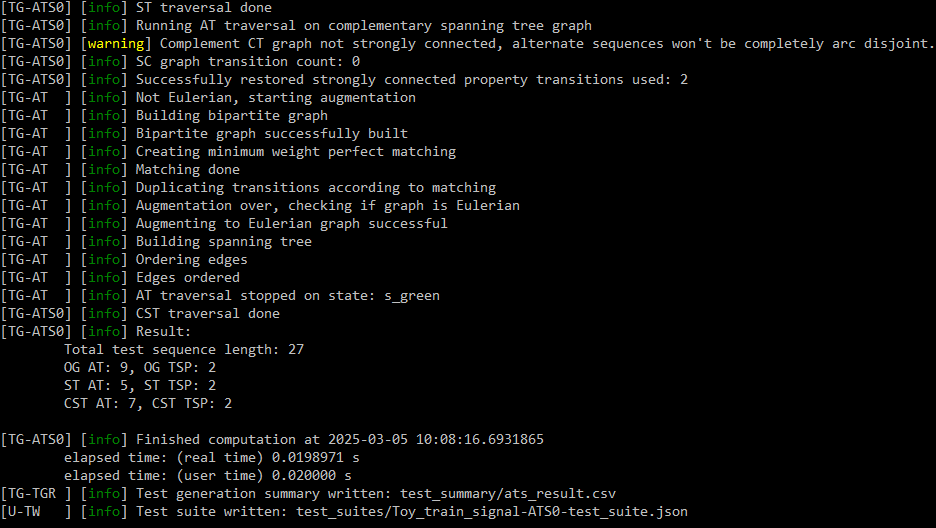 [TG-ATS0] [info] ST traversal done
[TG-ATS0] [info] Running AT traversal on complementary spanning tree graph
[TG-ATS0] [warning] Complement CT graph not strongly connected, alternate sequences won't be completely arc disjoint.
[TG-ATS0] [info] SC graph transition count: 0
[TG-ATS0] [info] Successfully restored strongly connected property transitions used: 2
[TG-AT  ] [info] Not Eulerian, starting augmentation
[TG-AT  ] [info] Building bipartite graph
[TG-AT  ] [info] Bipartite graph successfully built
[TG-AT  ] [info] Creating minimum weight perfect matching
[TG-AT  ] [info] Matching done
[TG-AT  ] [info] Duplicating transitions according to matching
[TG-AT  ] [info] Augmentation over, checking if graph is Eulerian
[TG-AT  ] [info] Augmenting to Eulerian graph successful
[TG-AT  ] [info] Building spanning tree
[TG-AT  ] [info] Ordering edges
[TG-AT  ] [info] Edges ordered
[TG-AT  ] [info] AT traversal stopped on state: s_green
[TG-ATS0] [info] CST traversal done
[TG-ATS0] [info] Result:
        Total test sequence length: 27
        OG AT: 9, OG TSP: 2
        ST AT: 5, ST TSP: 2
        CST AT: 7, CST TSP: 2

[TG-ATS0] [info] Finished computation at 2025-03-05 10:08:16.6931865
        elapsed time: (real time) 0.0198971 s
        elapsed time: (user time) 0.020000 s
[TG-TGR ] [info] Test generation summary written: test_summary/ats_result.csv
[U-TW   ] [info] Test suite written: test_suites/Toy_train_signal-ATS0-test_suite.json